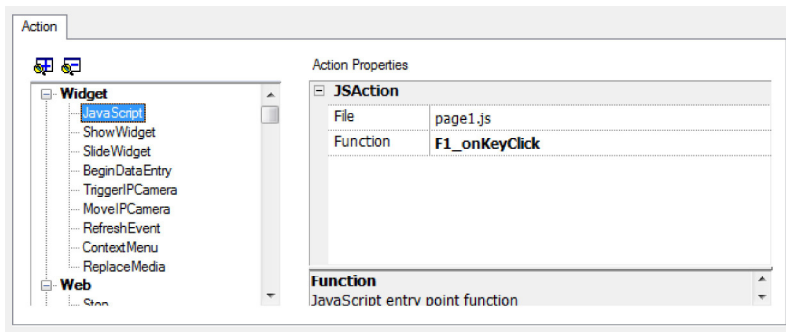 Action
Action Properties
Widget
JavaScript
ShowWidget
SlideWidget
BeginDataEntry
TriggerIPCamera
MoveIPCamera
RefreshEvent
ContextMenu
ReplaceMedia
Web
Stop
JSAction
File page1.js
Function F1_onKeyClick
Function
JavaScript entry point function